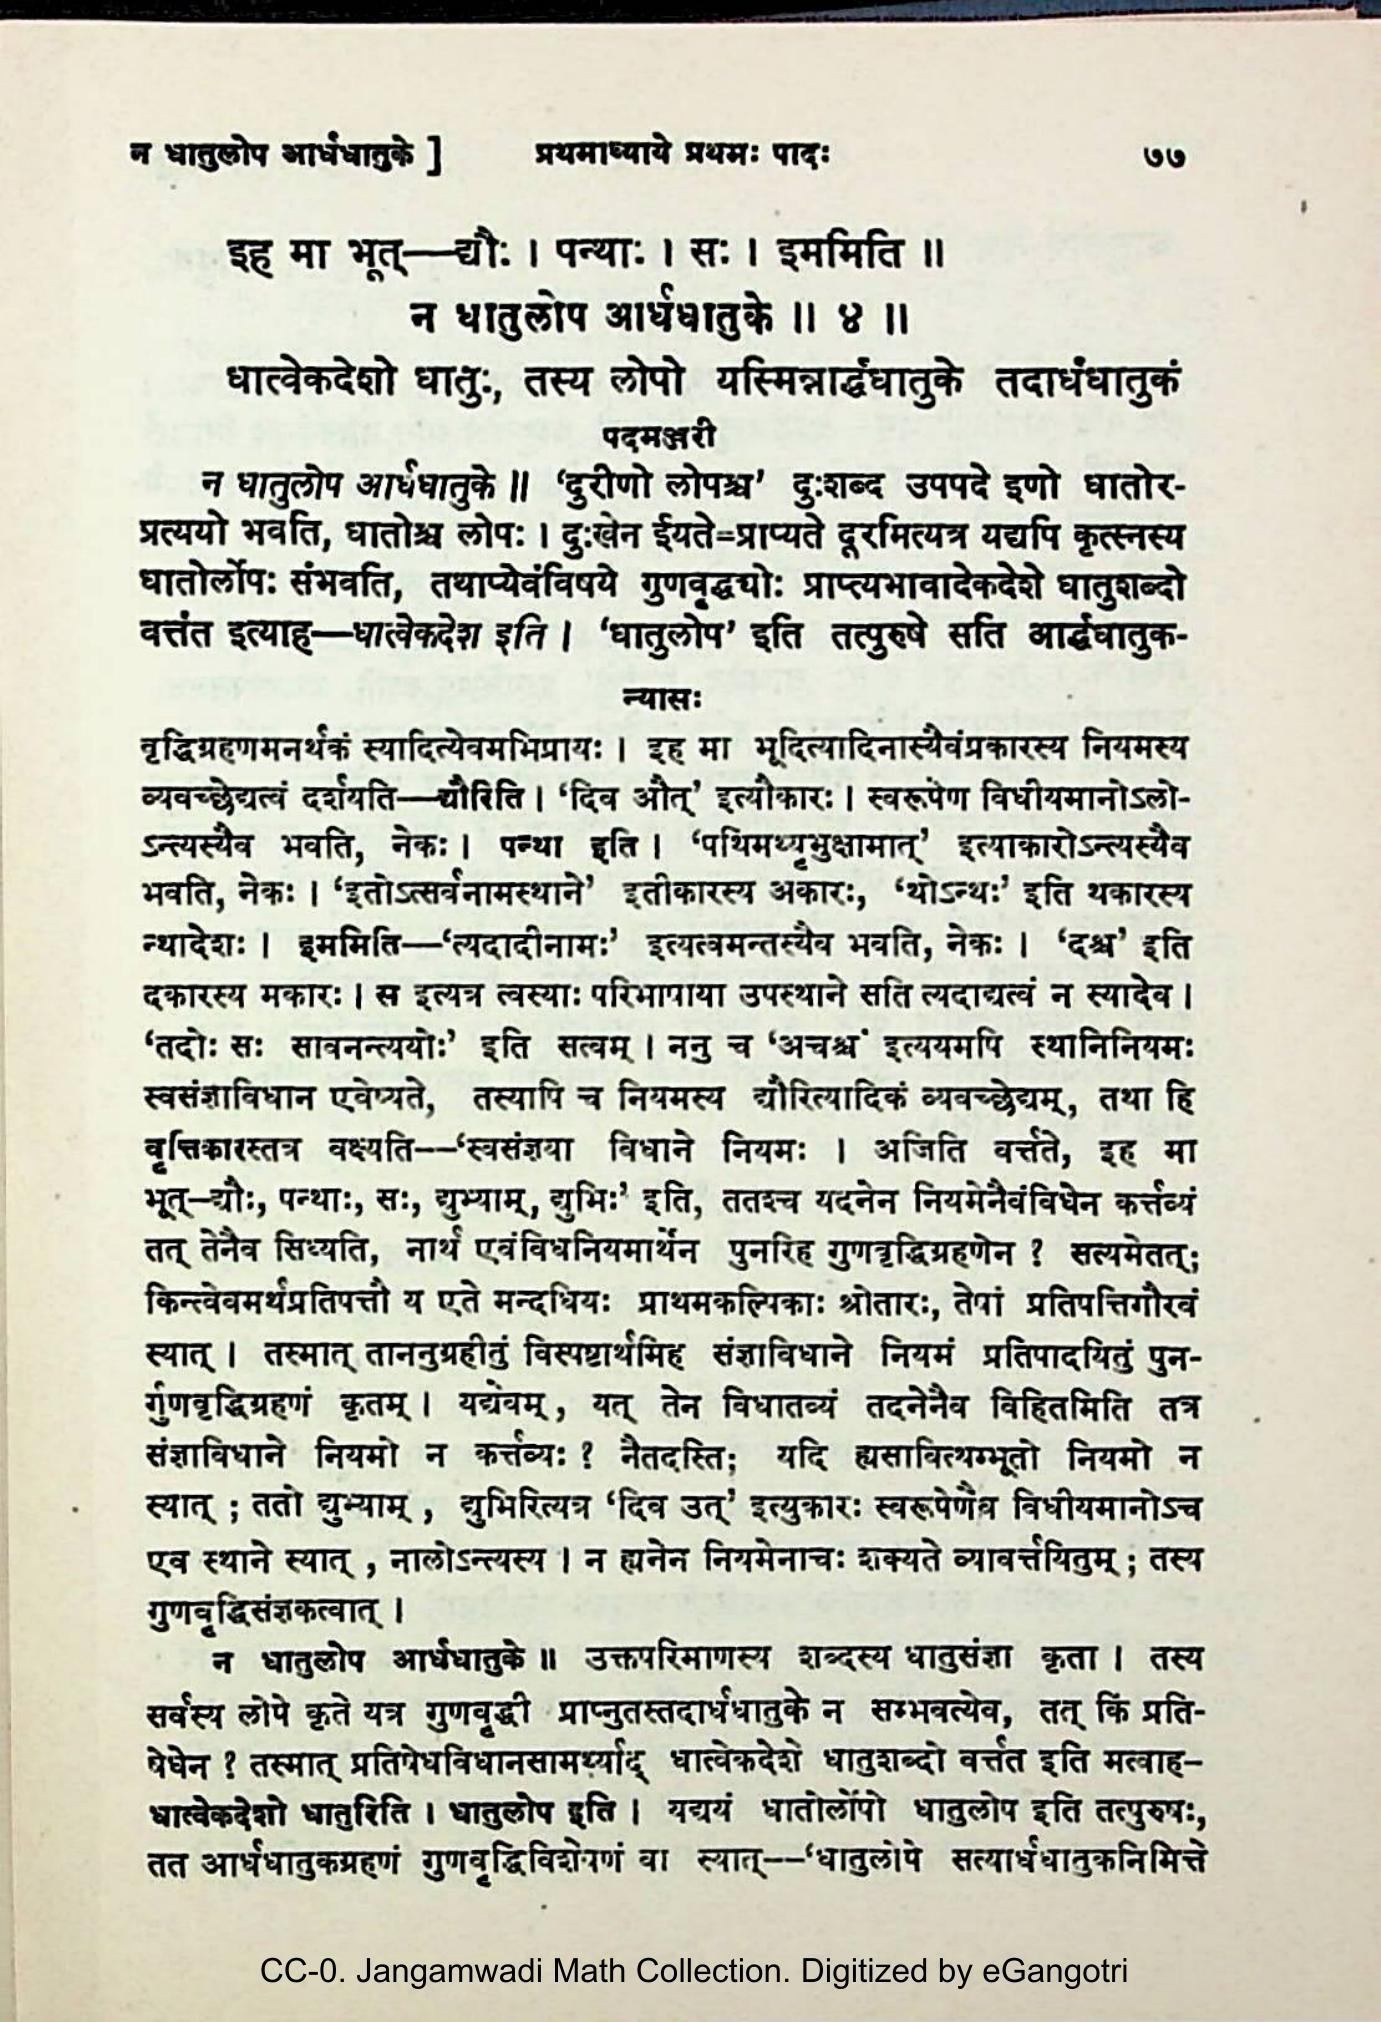 न धातुलोप आर्धधातुके ] प्रथमाध्याये प्रथमः पादः ७७
इह मा भूत्—द्यौः । पन्थाः । सः । इममिति ॥
न धातुलोप आर्धधातुके ॥ ४ ॥
धात्वेकदेशो धातुः, तस्य लोपो यस्मिन्नार्द्धधातुके तदार्धधातुकं
पदमञ्जरी
न धातुलोप आर्धधातुके ॥ ‘दुरीणो लोपश्च’ दुःशब्द उपपदे इणो धातोर-
प्रत्ययो भवति, धातोश्च लोपः । दुःखेन ईयते=प्राप्यते दूरमित्यत्र यद्यपि कृत्स्नस्य
धातोर्लोपः संभवति, तथाप्येवंविषये गुणवृद्ध्योः प्राप्त्यभावादेकदेशे धातुशब्दो
वर्त्तत इत्याह—धात्वेकदेश इति । ‘धातुलोप’ इति तत्पुरुषे सति आर्द्धधातुक-
न्यासः
वृद्धिग्रहणमनर्थकं स्यादित्येवमभिप्रायः । इह मा भूदित्यादिनास्यैवंप्रकारस्य नियमस्य
व्यवच्छेद्यत्वं दर्शयति—द्यौरिति । ‘दिव औत्’ इत्यौकारः । स्वरूपेण विधीयमानोऽलो-
ऽन्त्यस्यैव भवति, नेकः । पन्था इति । ‘पथिमथ्यृभुक्षामात्’ इत्याकारोऽन्त्यस्यैव
भवति, नेकः । ‘इतोऽत्सर्वनामस्थाने’ इतीकारस्य अकारः, ‘थोऽन्थः’ इति थकारस्य
न्थादेशः । इममिति—‘त्यदादीनामः’ इत्यत्वमन्तस्यैव भवति, नेकः । ‘दश्च’ इति
दकारस्य मकारः । स इत्यत्र त्वस्याः परिभाषाया उपस्थाने सति त्यदाद्यत्वं न स्यादेव ।
‘तदोः सः सावनन्त्ययोः’ इति सत्वम् । ननु च ‘अचश्च’ इत्ययमपि स्थानिनियमः
स्वसंज्ञाविधान एवेष्यते, तस्यापि च नियमस्य द्यौरित्यादिकं व्यवच्छेद्यम्, तथा हि
वृत्तिकारस्तत्र वक्ष्यति—‘स्वसंज्ञया विधाने नियमः । अजिति वर्त्तते, इह मा
भूत्–द्यौः, पन्थाः, सः, द्युभ्याम्, द्युभिः’ इति, ततश्च यदनेन नियमेनैवंविधेन कर्त्तव्यं
तत् तेनैव सिध्यति, नार्थ एवंविधनियमार्थेन पुनरिह गुणवृद्धिग्रहणेन ? सत्यमेतत्;
किन्त्वेवमर्थप्रतिपत्तौ य एते मन्दधियः प्राथमकल्पिकाः श्रोतारः, तेषां प्रतिपत्तिगौरवं
स्यात् । तस्मात् ताननुग्रहीतुं विस्पष्टार्थमिह संज्ञाविधाने नियमं प्रतिपादयितुं पुन-
र्गुणवृद्धिग्रहणं कृतम् । यद्येवम्, यत् तेन विधातव्यं तदनेनैव विहितमिति तत्र
संज्ञाविधाने नियमो न कर्त्तव्यः ? नैतदस्ति; यदि ह्यसावित्थम्भूतो नियमो न
स्यात् ; ततो द्युभ्याम् , द्युभिरित्यत्र ‘दिव उत्’ इत्युकारः स्वरूपेणैव विधीयमानोऽच
एव स्थाने स्यात् , नालोऽन्त्यस्य । न ह्यनेन नियमेनाचः शक्यते व्यावर्त्तयितुम् ; तस्य
गुणवृद्धिसंज्ञकत्वात् ।
न धातुलोप आर्धधातुके ॥ उक्तपरिमाणस्य शब्दस्य धातुसंज्ञा कृता । तस्य
सर्वस्य लोपे कृते यत्र गुणवृद्धी प्राप्नुतस्तदार्धधातुके न सम्भवत्येव, तत् किं प्रति-
षेधेन ? तस्मात् प्रतिषेधविधानसामर्थ्याद् धात्वेकदेशे धातुशब्दो वर्त्तत इति मत्वाह–
धात्वेकदेशो धातुरिति । धातुलोप इति । यद्ययं धातोर्लोपो धातुलोप इति तत्पुरुषः,
तत आर्धधातुकग्रहणं गुणवृद्धिविशेषणं वा स्यात्—‘धातुलोपे सत्यार्धधातुकनिमित्ते
CC-0. Jangamwadi Math Collection. Digitized by eGangotri